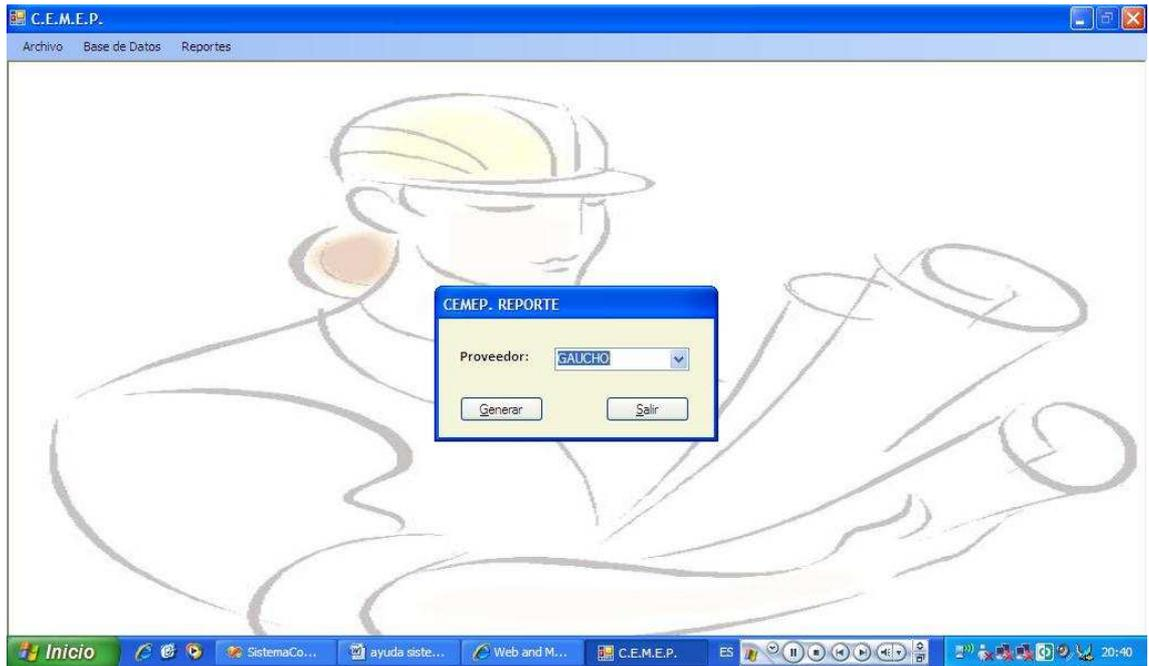 C.E.M.E.P.
Archivo Base de Datos Reportes
CEMEP. REPORTE
Proveedor: GAUCHO
Generar Salir
Inicio SistemaCo... ayuda siste... Web and M... C.E.M.E.P. ES 20:40